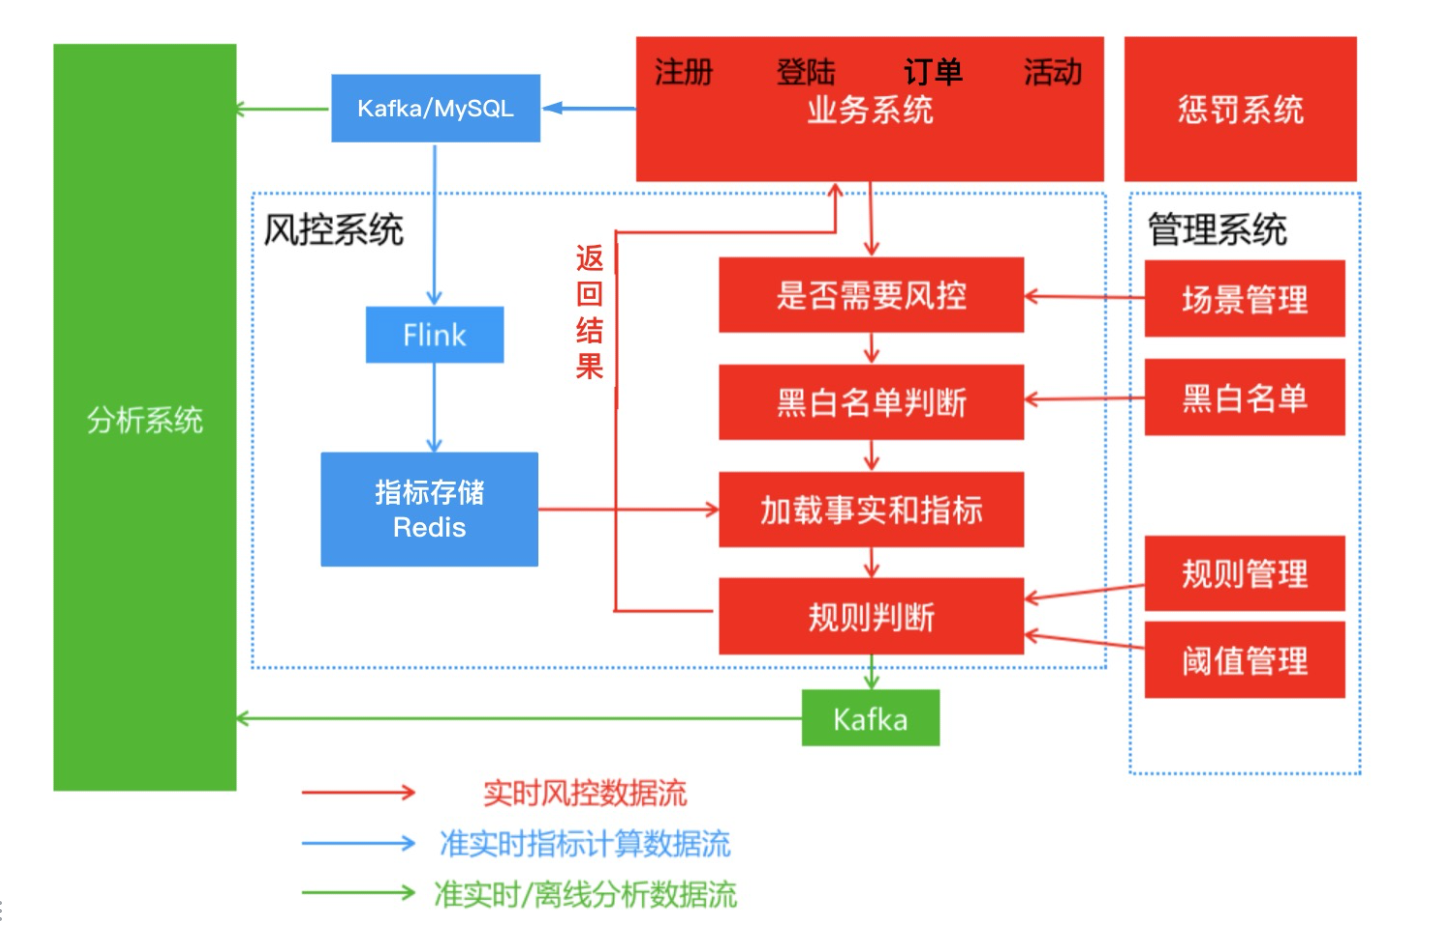 注册 登陆 订单 活动
业务系统
惩罚系统
Kafka/MySQL
风控系统
管理系统
返
回
结
果
是否需要风控
场景管理
Flink
黑白名单判断
黑白名单
分析系统
指标存储
Redis
加载事实和指标
规则管理
规则判断
阈值管理
Kafka
实时风控数据流
准实时指标计算数据流
准实时/离线分析数据流